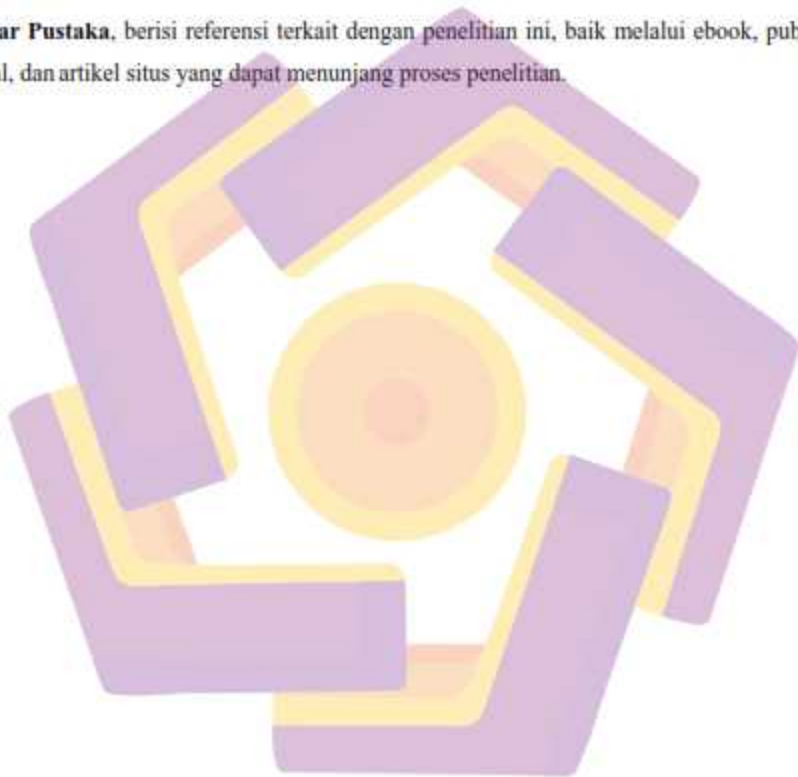 ar Pustaka, berisi referensi terkait dengan penelitian ini, baik melalui ebook, pub
l, dan artikel situs yang dapat menunjang proses penelitian.